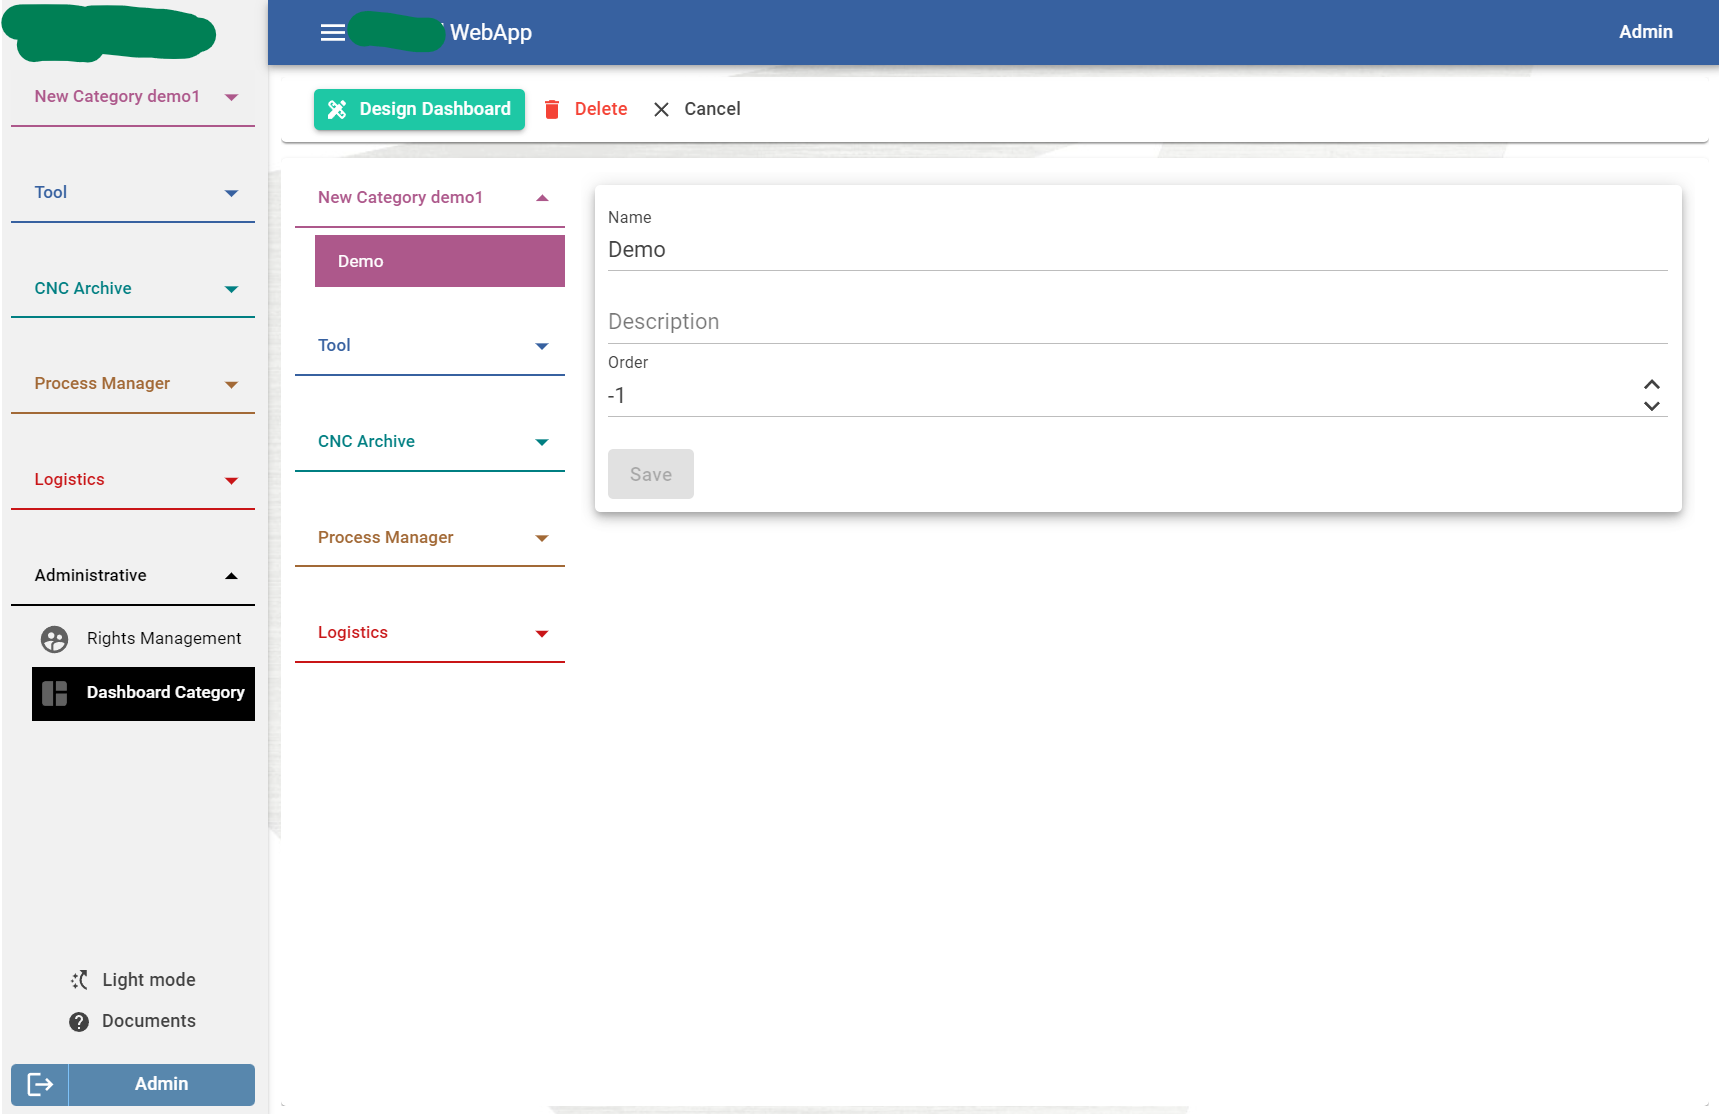 WebApp
Admin
New Category demo1
Tool
CNC Archive
Process Manager
Logistics
Administrative
Rights Management
Dashboard Category
Light mode
Documents
Admin
Design Dashboard
Delete
Cancel
New Category demo1
Demo
Tool
CNC Archive
Process Manager
Logistics
Name
Demo
Description
Order
-1
Save